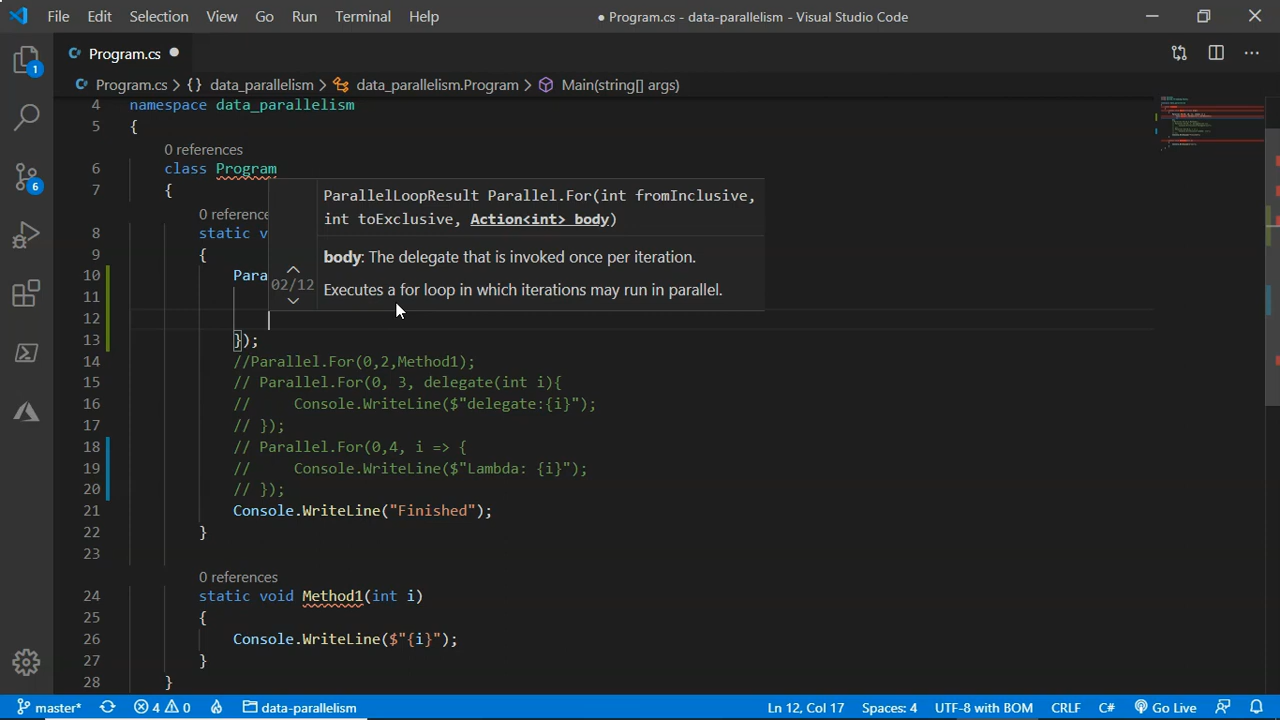 File Edit Selection View Go Run Terminal Help ● Program.cs - data-parallelism - Visual Studio Code
C# Program.cs ●
C# Program.cs > {} data_parallelism > data_parallelism.Program > Main(string[] args)
4 namespace data_parallelism
5 {
0 references
6 class Program
7 {
0 reference
8 static v
9 {
10 Para
11
12
13 });
ParallelLoopResult Parallel.For(int fromInclusive,
int toExclusive, Action<int> body)
body: The delegate that is invoked once per iteration.
02/12
Executes a for loop in which iterations may run in parallel.
14 //Parallel.For(0,2,Method1);
15 // Parallel.For(0, 3, delegate(int i){
16 //     Console.WriteLine($"delegate:{i}");
17 // });
18 // Parallel.For(0,4, i => {
19 //     Console.WriteLine($"Lambda: {i}");
20 // });
21 Console.WriteLine("Finished");
22 }
23
0 references
24 static void Method1(int i)
25 {
26 Console.WriteLine($"{i}");
27 }
28 }
1
6
master* 4 0 data-parallelism Ln 12, Col 17 Spaces: 4 UTF-8 with BOM CRLF C# Go Live